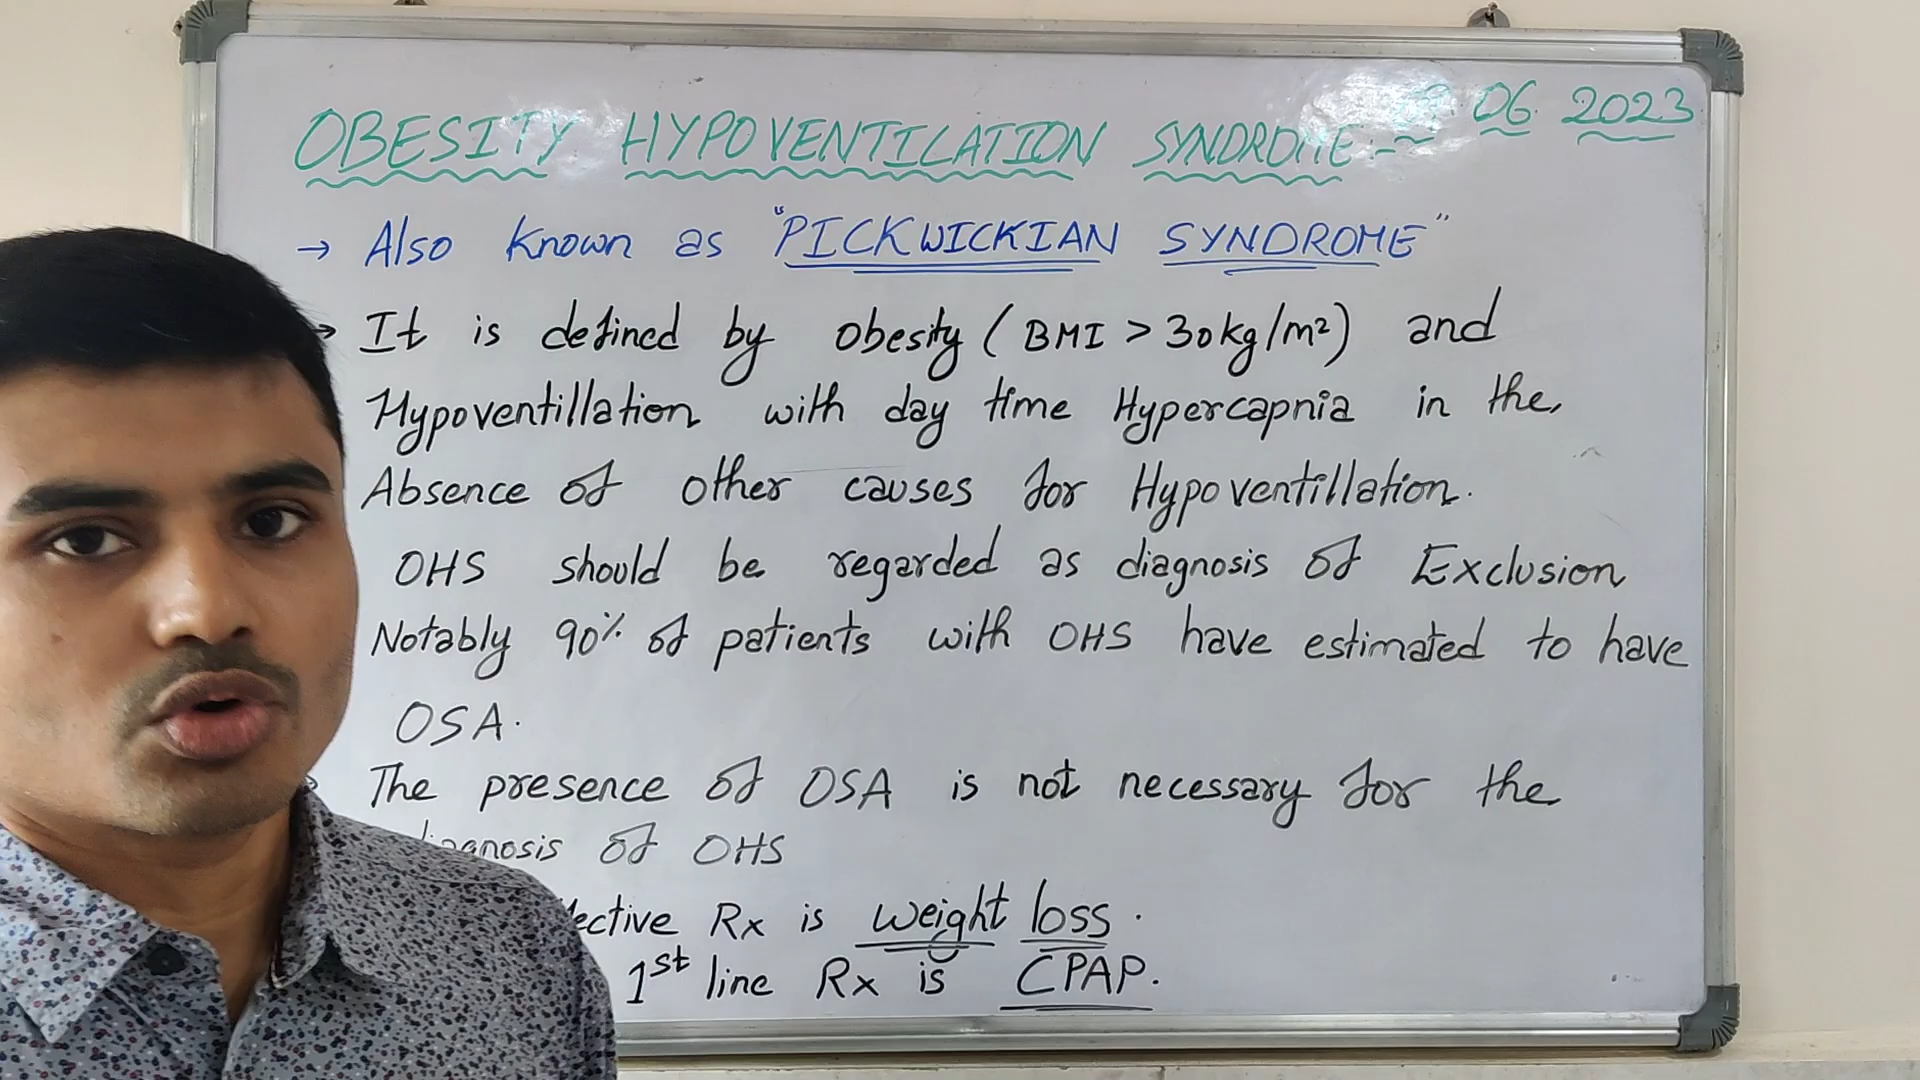 OBESITY HYPOVENTILATION SYNDROME:- 06 2023
→ Also known as "PICKWICKIAN SYNDROME"
→ It is defined by Obesity (BMI > 30kg/m²) and
Hypoventillation with day time Hypercapnia in the
Absence of other causes for Hypoventillation.
OHS should be regarded as diagnosis of Exclusion
Notably 90% of patients with OHS have estimated to have
OSA.
The presence of OSA is not necessary for the
of OHS
Rx is weight loss.
1st line Rx is CPAP.